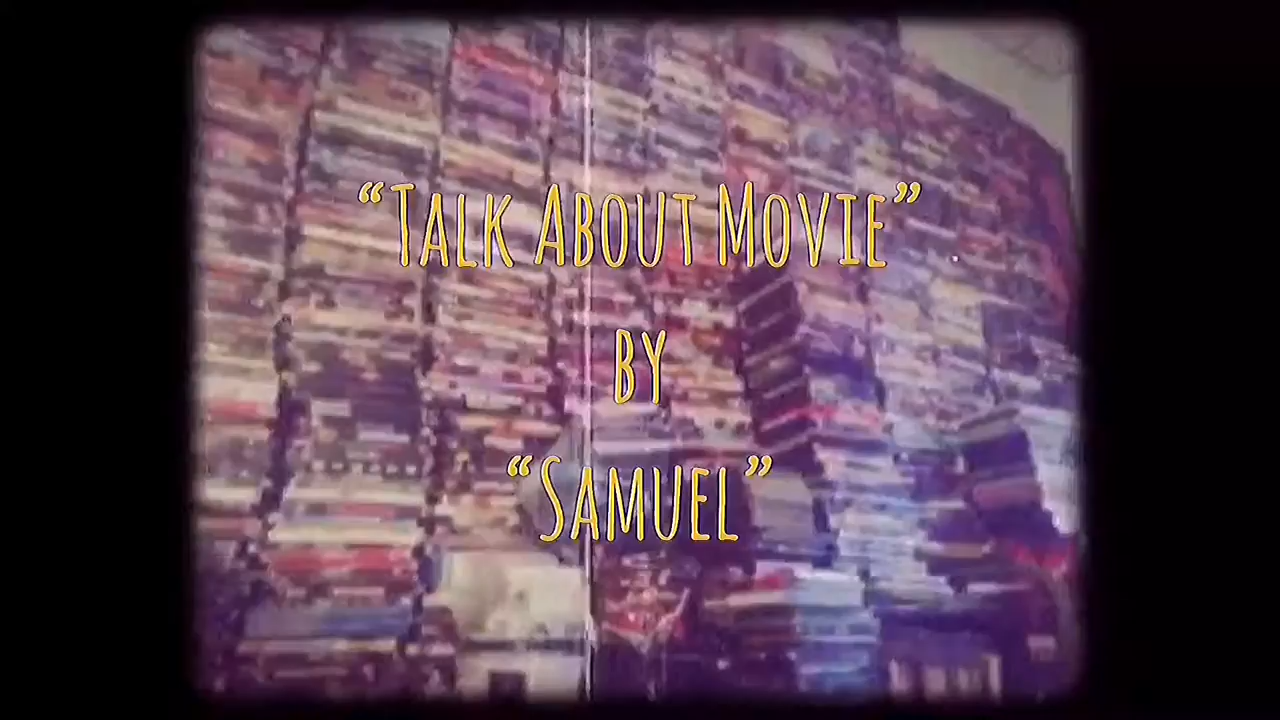 “Talk About Movie”
by
“Samuel”